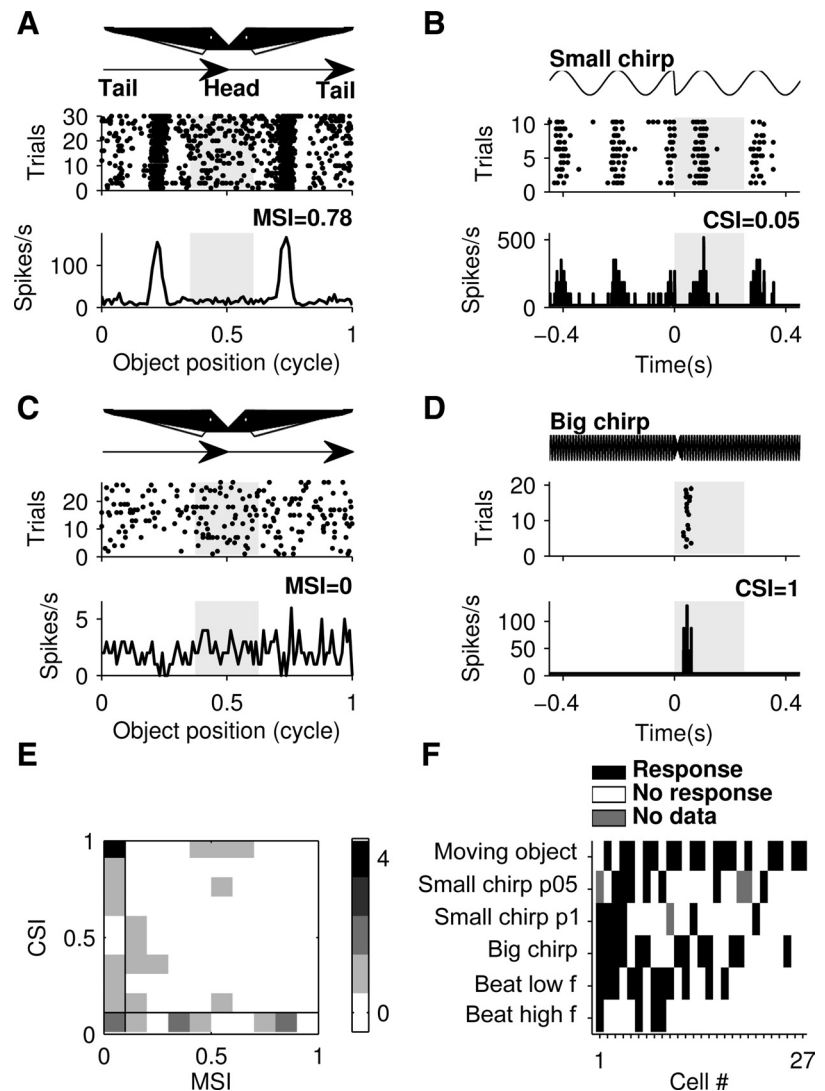 A
Tail Head Tail
Trials
30
20
10
0
MSI=0.78
Spikes/s
100
0
0 0.5 1
Object position (cycle)
B
Small chirp
Trials
10
5
0
CSI=0.05
Spikes/s
500
0
−0.4 0 0.4
Time(s)
C
Trials
20
10
0
MSI=0
Spikes/s
5
0
0 0.5 1
Object position (cycle)
D
Big chirp
Trials
20
10
0
CSI=1
Spikes/s
100
50
0
−0.4 0 0.4
Time(s)
E
CSI
1
0.5
0
0 0.5 1
MSI
4
0
F
Response
No response
No data
Moving object
Small chirp p05
Small chirp p1
Big chirp
Beat low f
Beat high f
1 27
Cell #